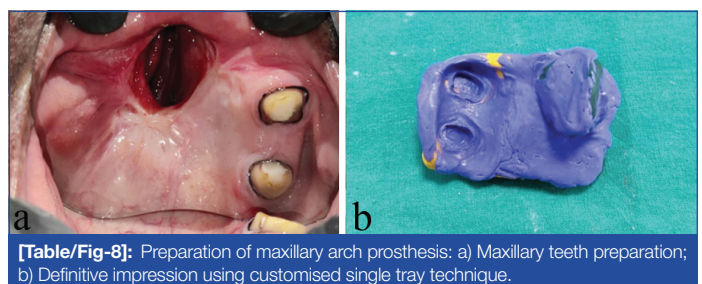 a
b
[Table/Fig-8]: Preparation of maxillary arch prosthesis: a) Maxillary teeth preparation;
b) Definitive impression using customised single tray technique.